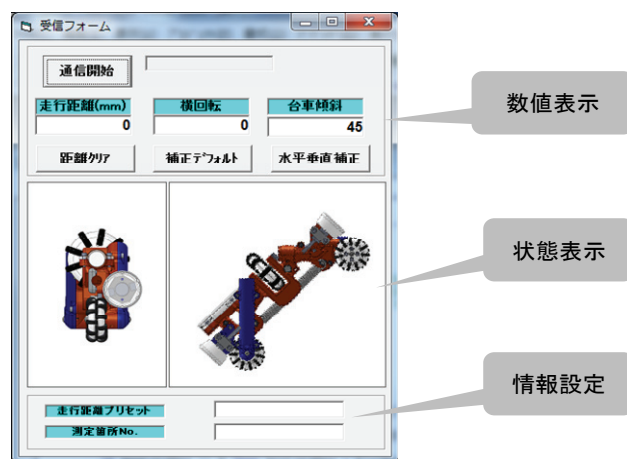 受信フォーム
通信開始
走行距離(mm) 横回転 台車傾斜
0 0 45
距離クリア 補正デフォルト 水平垂直補正
走行距離プリセット
測定箇所No.
数値表示
状態表示
情報設定